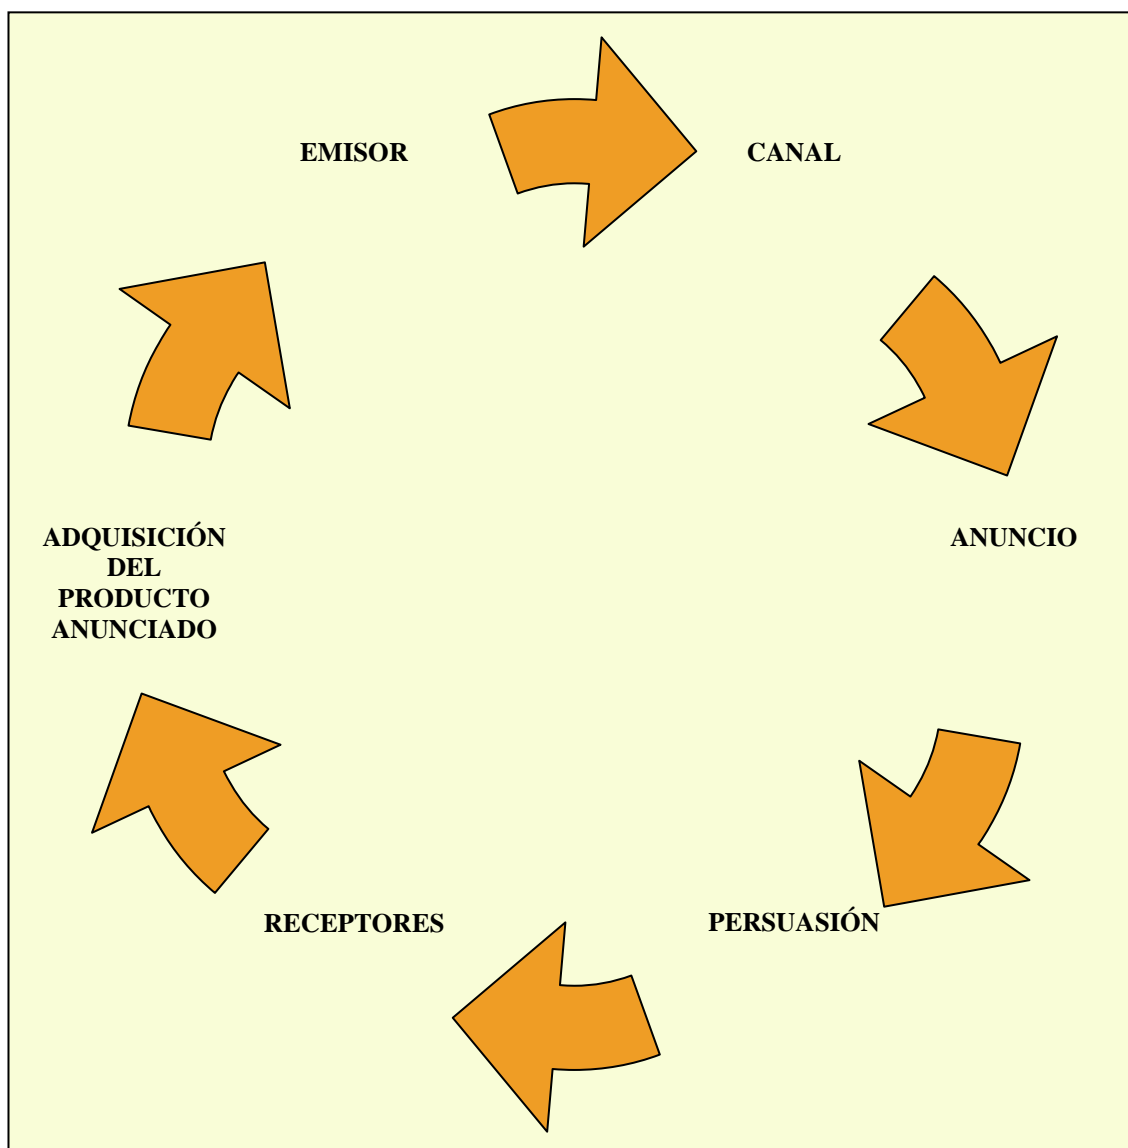 EMISOR
CANAL
ANUNCIO
PERSUASIÓN
RECEPTORES
ADQUISICIÓN
DEL
PRODUCTO
ANUNCIADO